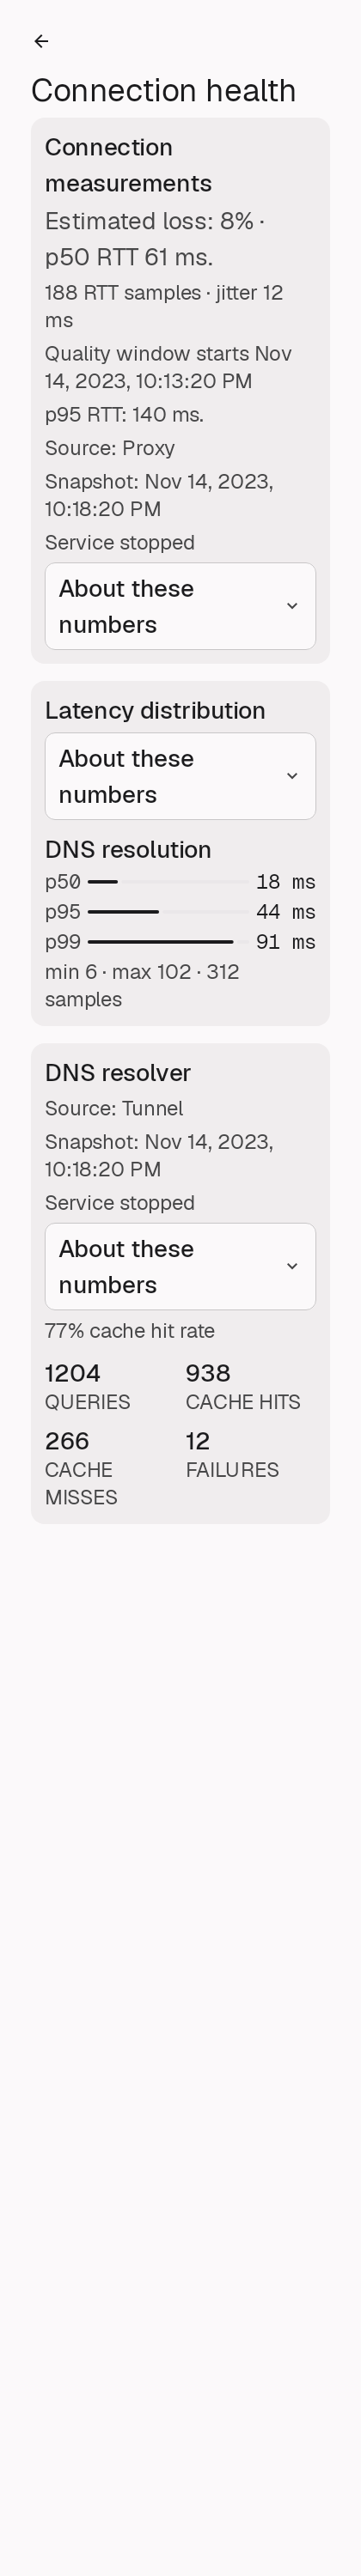 Connection health
Connection
measurements
Estimated loss: 8% ·
p50 RTT 61 ms.
188 RTT samples · jitter 12
ms
Quality window starts Nov
14, 2023, 10:13:20 PM
p95 RTT: 140 ms.
Source: Proxy
Snapshot: Nov 14, 2023,
10:18:20 PM
Service stopped
About these
numbers
Latency distribution
About these
numbers
DNS resolution
p50 18 ms
p95 44 ms
p99 91 ms
min 6 · max 102 · 312
samples
DNS resolver
Source: Tunnel
Snapshot: Nov 14, 2023,
10:18:20 PM
Service stopped
About these
numbers
77% cache hit rate
1204 938
QUERIES CACHE HITS
266 12
CACHE FAILURES
MISSES